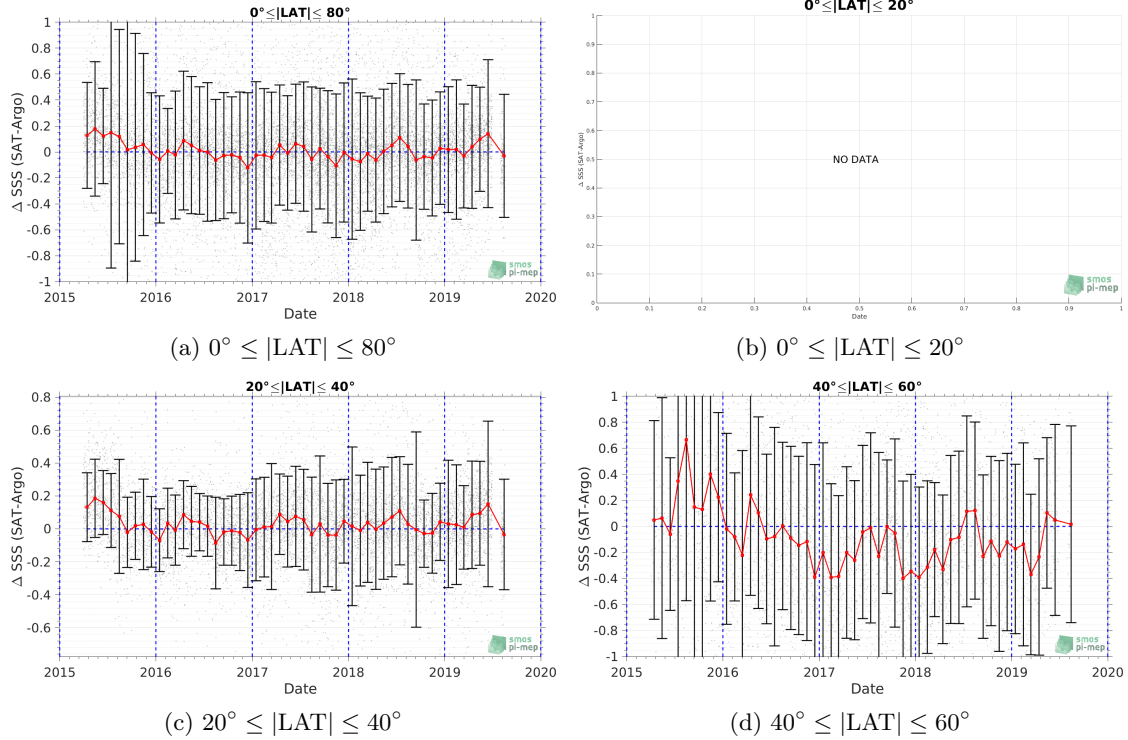 0°≤|LAT|≤ 80°
1
0.8
0.6
0.4
0.2
0
-0.2
-0.4
-0.6
-0.8
-1
Δ SSS (SAT-Argo)
2015 2016 2017 2018 2019 2020
Date
smos
pi-mep
(a) 0° ≤ |LAT| ≤ 80°
0°≤|LAT|≤ 20°
1
0.9
0.8
0.7
0.6
0.5
0.4
0.3
0.2
0.1
0
Δ SSS (SAT-Argo)
NO DATA
0 0.1 0.2 0.3 0.4 0.5 0.6 0.7 0.8 0.9 1
Date
smos
pi-mep
(b) 0° ≤ |LAT| ≤ 20°
20°≤|LAT|≤ 40°
0.8
0.6
0.4
0.2
0
-0.2
-0.4
-0.6
Δ SSS (SAT-Argo)
2015 2016 2017 2018 2019 2020
Date
smos
pi-mep
(c) 20° ≤ |LAT| ≤ 40°
40°≤|LAT|≤ 60°
1
0.8
0.6
0.4
0.2
0
-0.2
-0.4
-0.6
-0.8
-1
Δ SSS (SAT-Argo)
2015 2016 2017 2018 2019 2020
Date
smos
pi-mep
(d) 40° ≤ |LAT| ≤ 60°